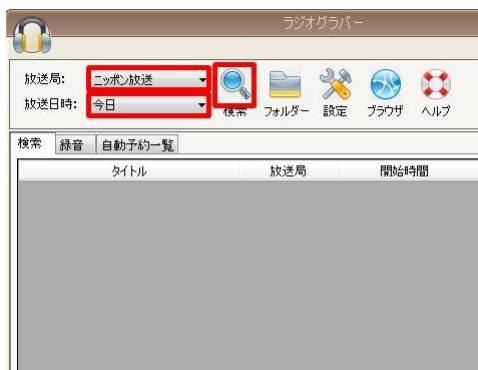 ラジオグラバー
放送局: ニッポン放送
放送日時: 今日
検索 フォルダー 設定 ブラウザ ヘルプ
検索 録音 自動予約一覧
タイトル 放送局 開始時間